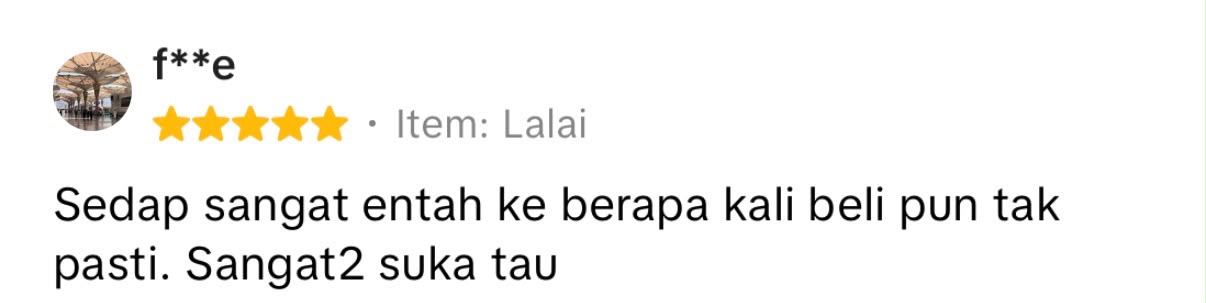 f**e
⭐⭐⭐⭐⭐ · Item: Lalai
Sedap sangat entah ke berapa kali beli pun tak
pasti. Sangat2 suka tau